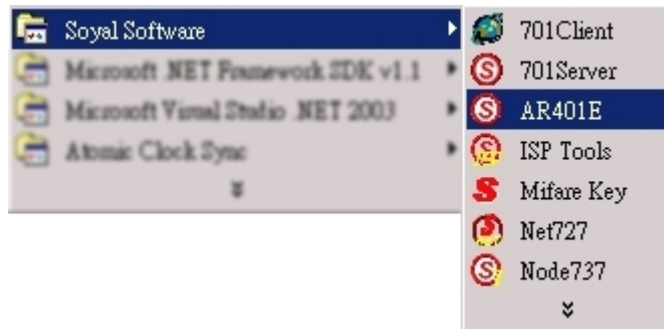 Soyal Software
Microsoft .NET Framework SDK v1.1
Microsoft Visual Studio .NET 2003
Atomic Clock Sync
701Client
701Server
AR401E
ISP Tools
Mifare Key
Net727
Node737